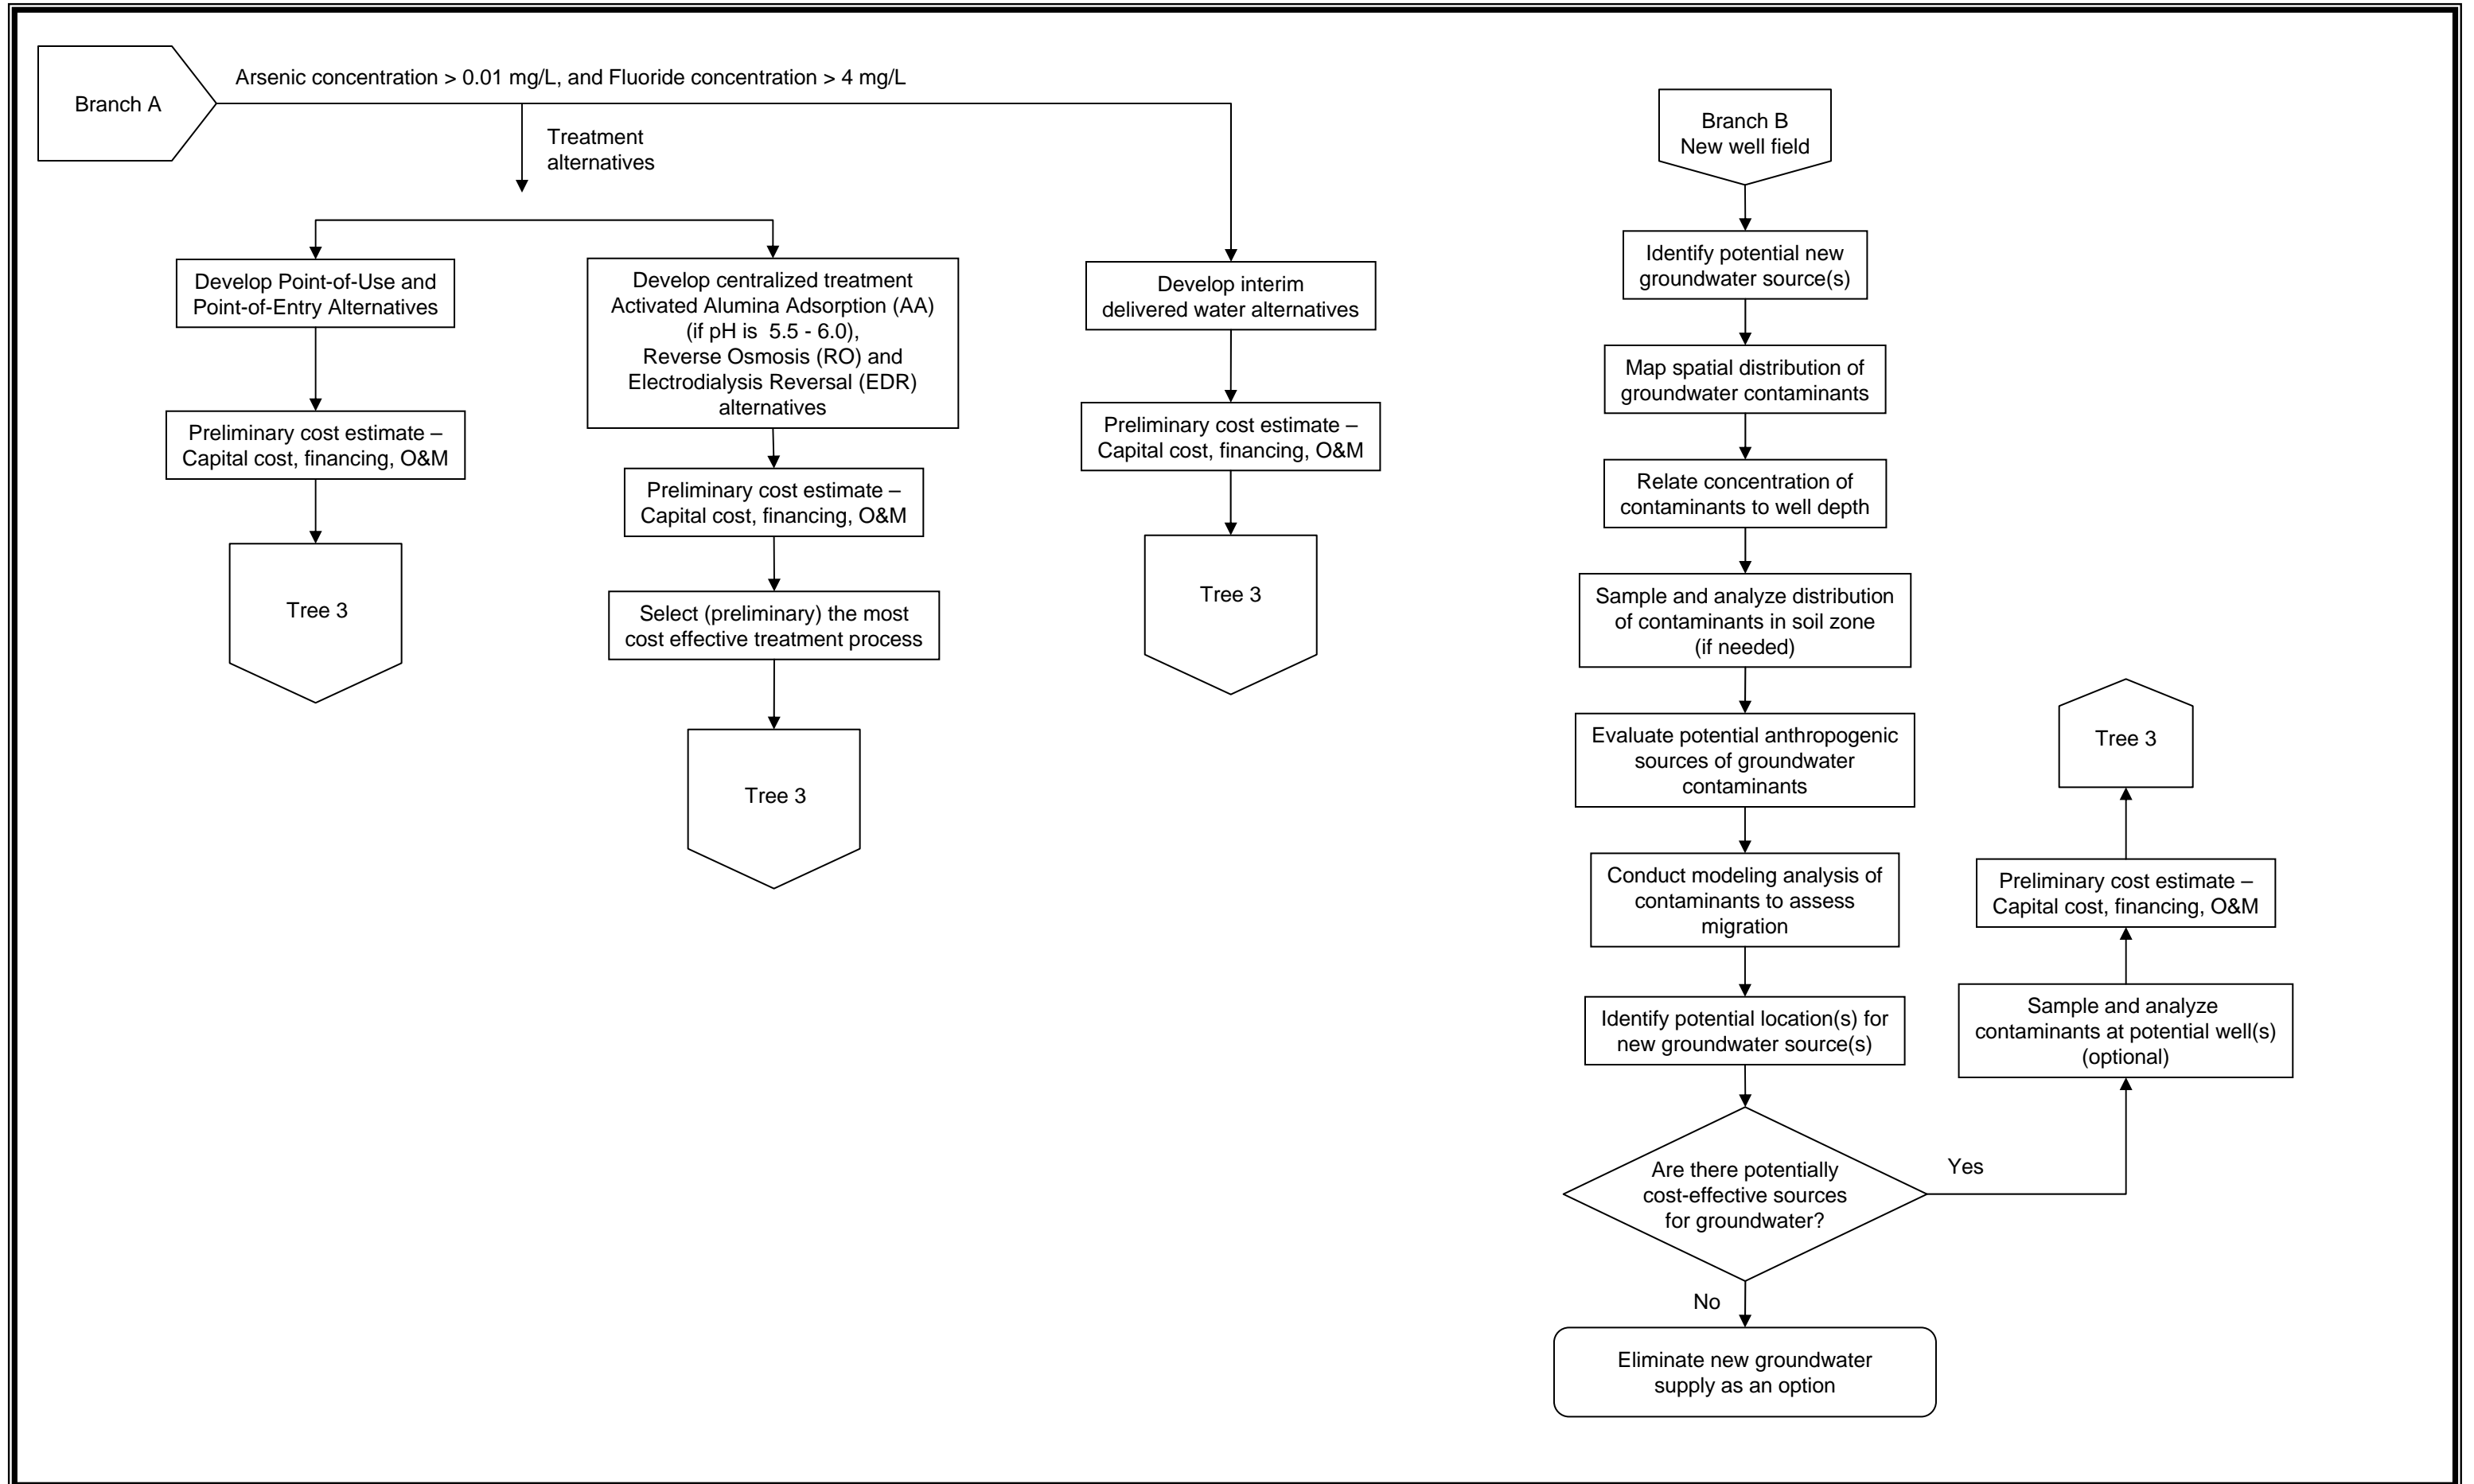 Branch A
Arsenic concentration > 0.01 mg/L, and Fluoride concentration > 4 mg/L
Treatment
alternatives
Develop Point-of-Use and
Point-of-Entry Alternatives
Preliminary cost estimate –
Capital cost, financing, O&M
Tree 3
Develop centralized treatment
Activated Alumina Adsorption (AA)
(if pH is 5.5 - 6.0),
Reverse Osmosis (RO) and
Electrodialysis Reversal (EDR)
alternatives
Preliminary cost estimate –
Capital cost, financing, O&M
Select (preliminary) the most
cost effective treatment process
Tree 3
Develop interim
delivered water alternatives
Preliminary cost estimate –
Capital cost, financing, O&M
Tree 3
Branch B
New well field
Identify potential new
groundwater source(s)
Map spatial distribution of
groundwater contaminants
Relate concentration of
contaminants to well depth
Sample and analyze distribution
of contaminants in soil zone
(if needed)
Evaluate potential anthropogenic
sources of groundwater
contaminants
Conduct modeling analysis of
contaminants to assess
migration
Identify potential location(s) for
new groundwater source(s)
Are there potentially
cost-effective sources
for groundwater?
Yes
Sample and analyze
contaminants at potential well(s)
(optional)
Preliminary cost estimate –
Capital cost, financing, O&M
Tree 3
No
Eliminate new groundwater
supply as an option